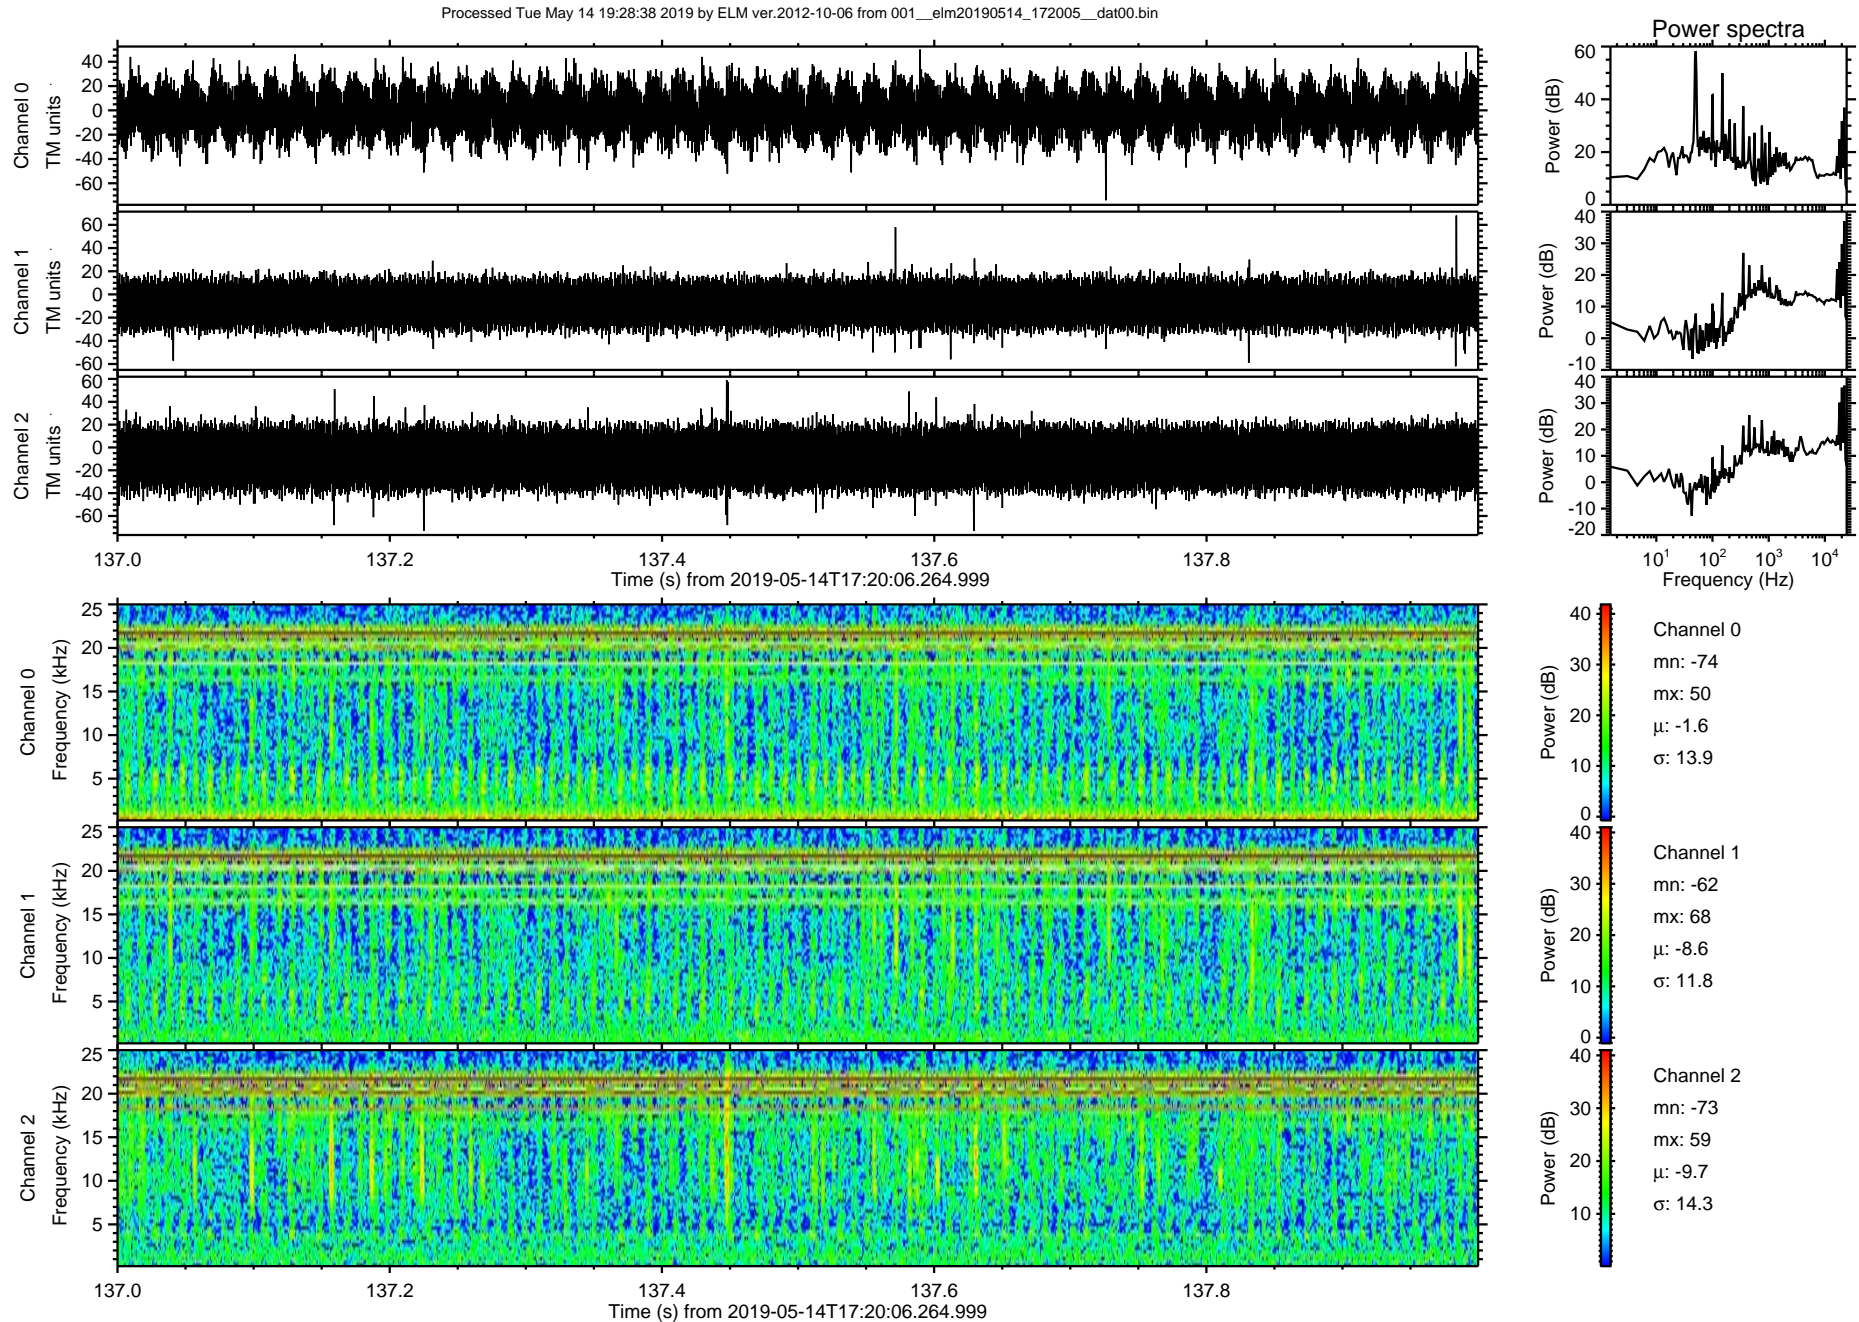 Processed Tue May 14 19:28:38 2019 by ELM ver.2012-10-06 from 001__elm20190514_172005__dat00.bin
Power spectra
Channel 0
TM units
40
20
0
-20
-40
-60
Power (dB)
60
40
20
0
Channel 1
TM units
60
40
20
0
-20
-40
-60
Power (dB)
40
30
20
10
0
-10
Channel 2
TM units
60
40
20
0
-20
-40
-60
Power (dB)
40
30
20
10
0
-10
-20
137.0 137.2 137.4 137.6 137.8
Time (s) from 2019-05-14T17:20:06.264.999
10¹ 10² 10³ 10⁴
Frequency (Hz)
Channel 0
Frequency (kHz)
25
20
15
10
5
Power (dB)
40
30
20
10
0
Channel 0
mn: -74
mx: 50
μ: -1.6
σ: 13.9
Channel 1
Frequency (kHz)
25
20
15
10
5
Power (dB)
40
30
20
10
0
Channel 1
mn: -62
mx: 68
μ: -8.6
σ: 11.8
Channel 2
Frequency (kHz)
25
20
15
10
5
Power (dB)
40
30
20
10
Channel 2
mn: -73
mx: 59
μ: -9.7
σ: 14.3
137.0 137.2 137.4 137.6 137.8
Time (s) from 2019-05-14T17:20:06.264.999